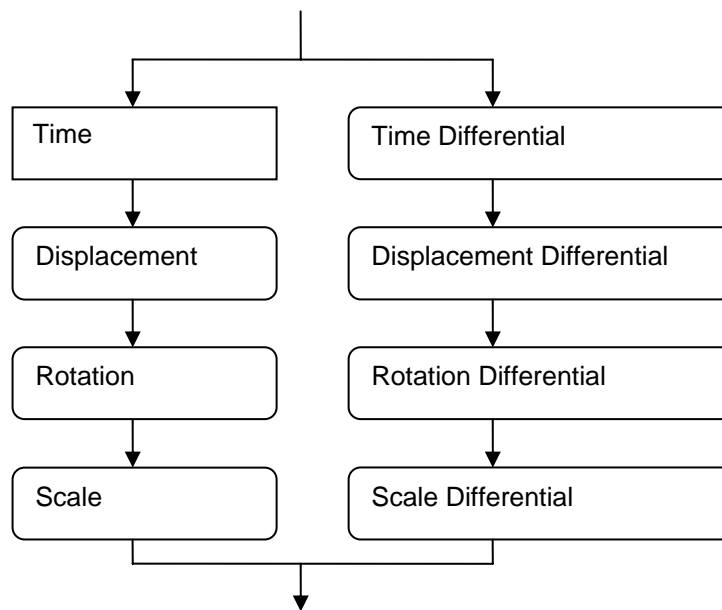 Time
Time Differential
Displacement
Displacement Differential
Rotation
Rotation Differential
Scale
Scale Differential